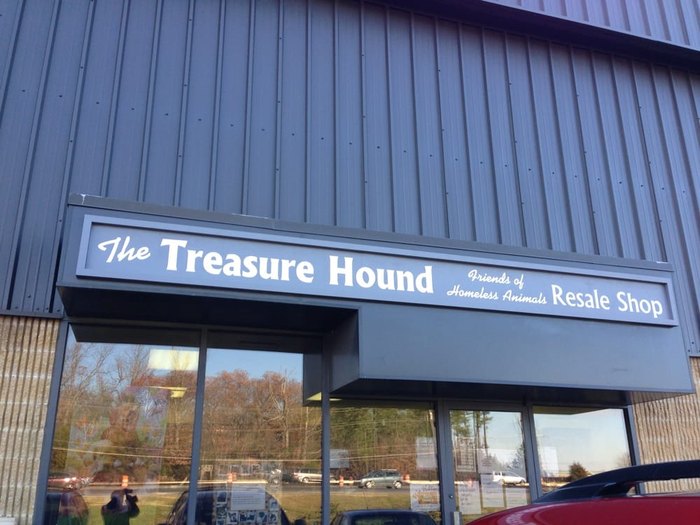 The Treasure Hound Friends of Homeless Animals Resale Shop